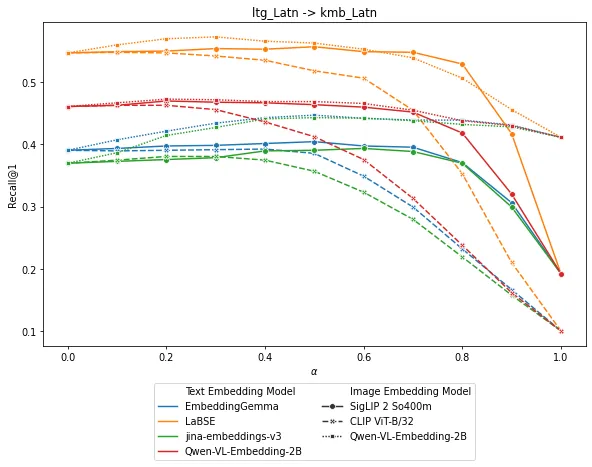 ltg_Latn -> kmb_Latn
Recall@1
0.5
0.4
0.3
0.2
0.1
0.0 0.2 0.4 0.6 0.8 1.0
α
Text Embedding Model Image Embedding Model
EmbeddingGemma SigLIP 2 So400m
LaBSE CLIP ViT-B/32
jina-embeddings-v3 Qwen-VL-Embedding-2B
Qwen-VL-Embedding-2B